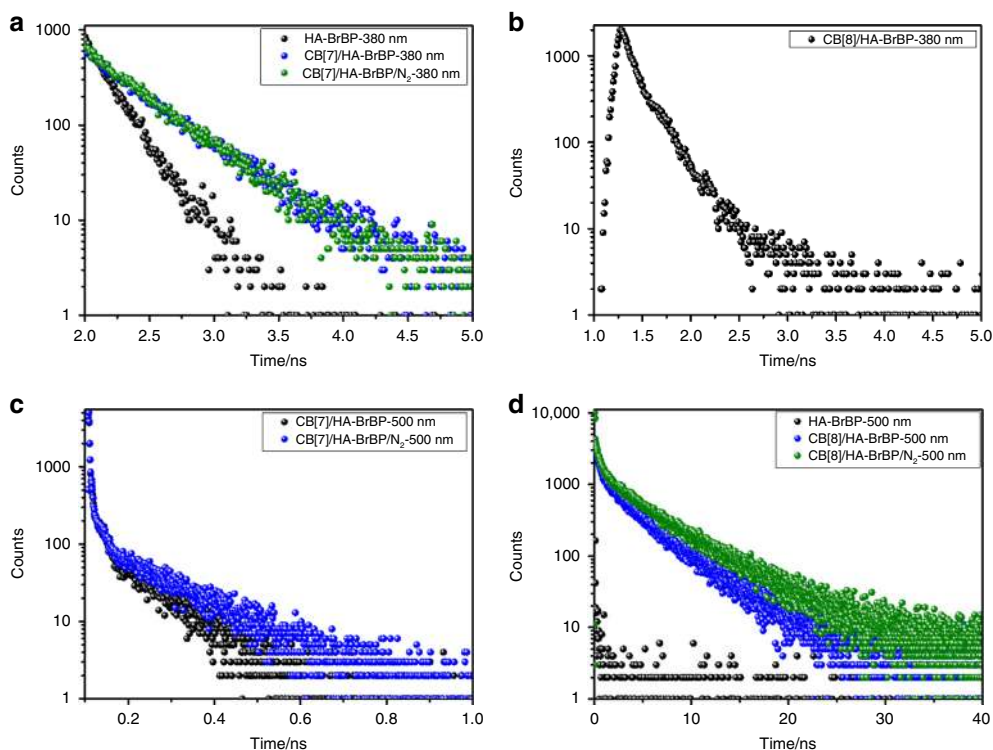 a
1000
100
10
1
Counts
2.0 2.5 3.0 3.5 4.0 4.5 5.0
Time/ns
HA-BrBP-380 nm
CB[7]/HA-BrBP-380 nm
CB[7]/HA-BrBP/N₂-380 nm
b
1000
100
10
1
Counts
1.0 1.5 2.0 2.5 3.0 3.5 4.0 4.5 5.0
Time/ns
CB[8]/HA-BrBP-380 nm
c
1000
100
10
1
Counts
0.2 0.4 0.6 0.8 1.0
Time/ns
CB[7]/HA-BrBP-500 nm
CB[7]/HA-BrBP/N₂-500 nm
d
10,000
1000
100
10
1
Counts
0 10 20 30 40
Time/ns
HA-BrBP-500 nm
CB[8]/HA-BrBP-500 nm
CB[8]/HA-BrBP/N₂-500 nm